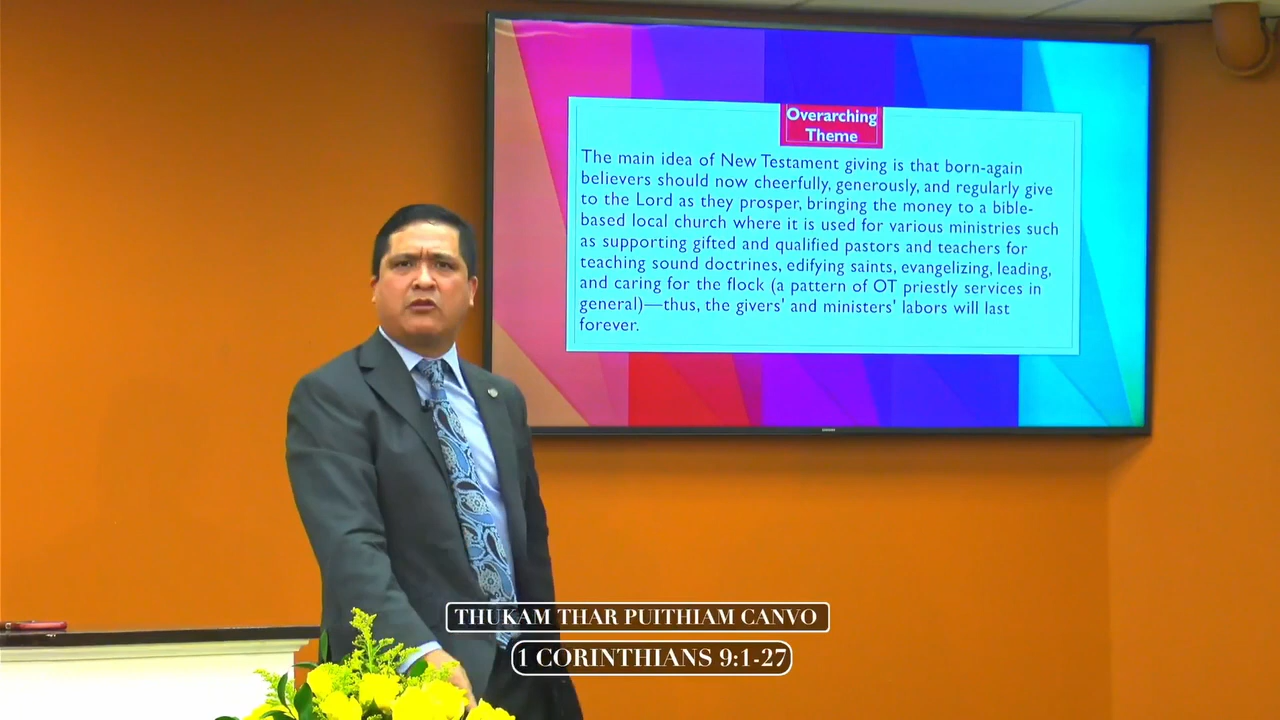 Overarching
Theme
The main idea of New Testament giving is that born-again
believers should now cheerfully, generously, and regularly give
to the Lord as they prosper, bringing the money to a bible-
based local church where it is used for various ministries such
as supporting gifted and qualified pastors and teachers for
teaching sound doctrines, edifying saints, evangelizing, leading,
and caring for the flock (a pattern of OT priestly services in
general)—thus, the givers' and ministers' labors will last
forever.
THUKAM THAR PUITHIAM CANVO
1 CORINTHIANS 9:1-27